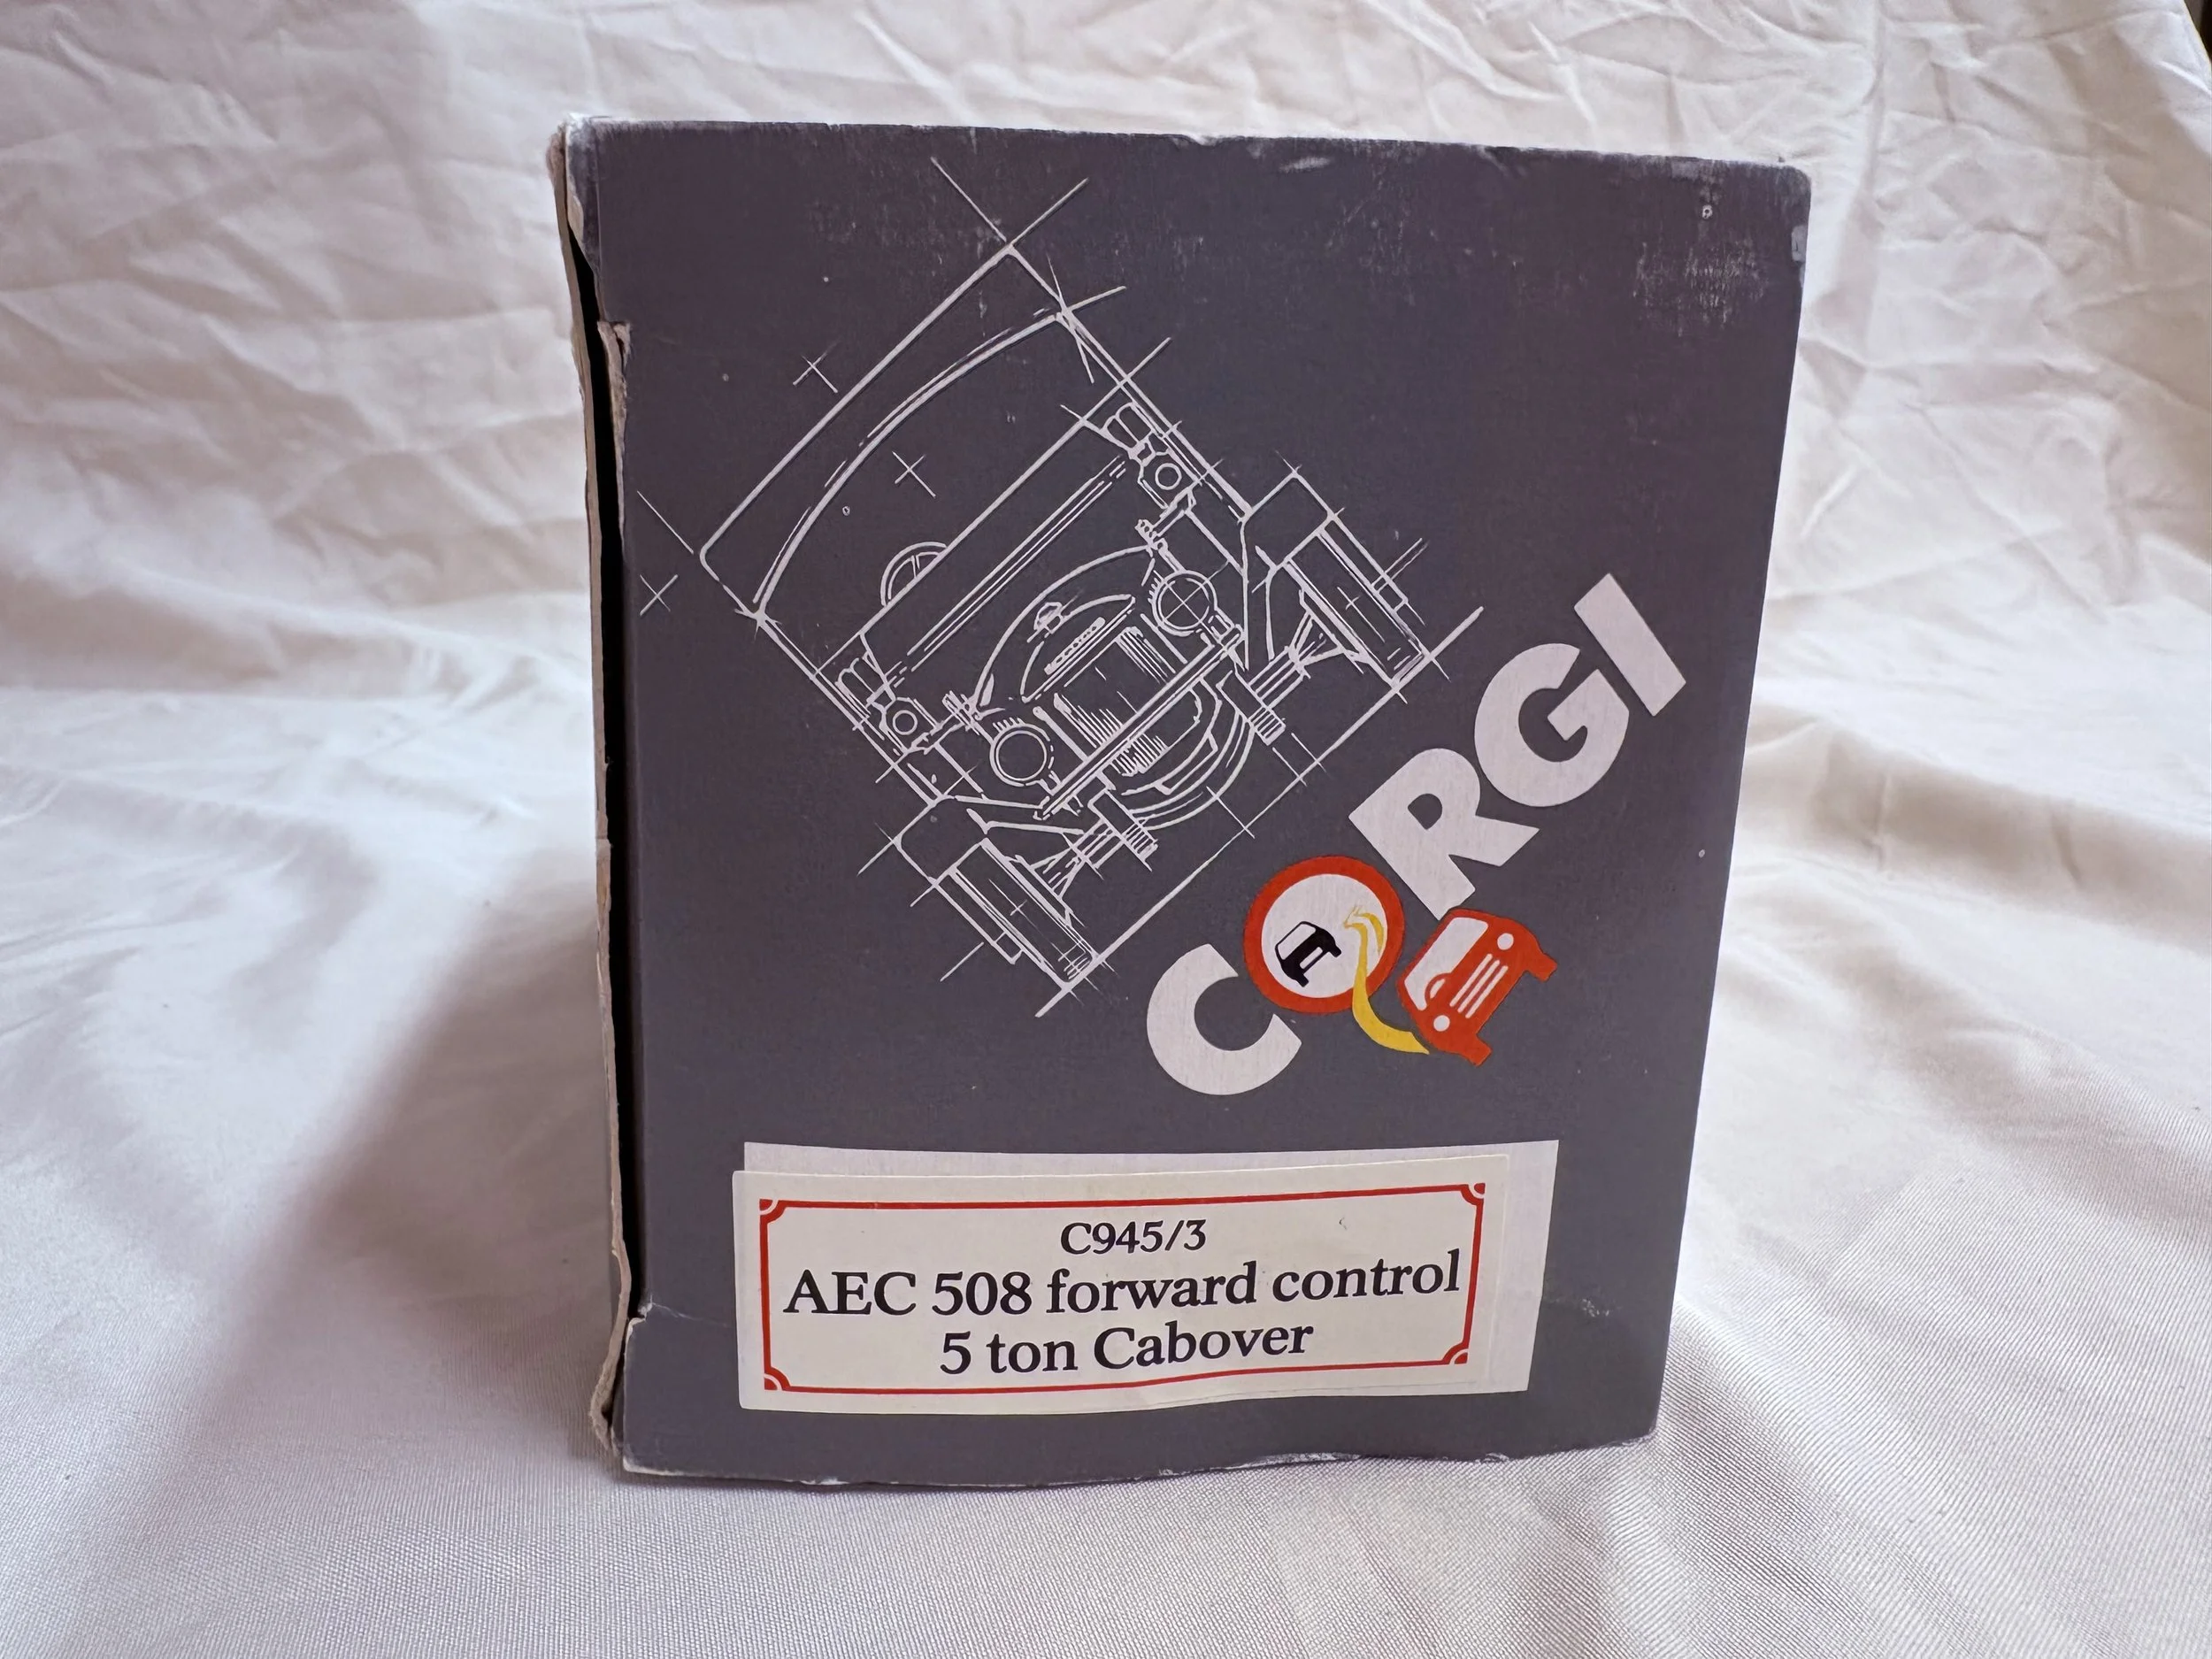 CORGI
C945/3
AEC 508 forward control
5 ton Cabover